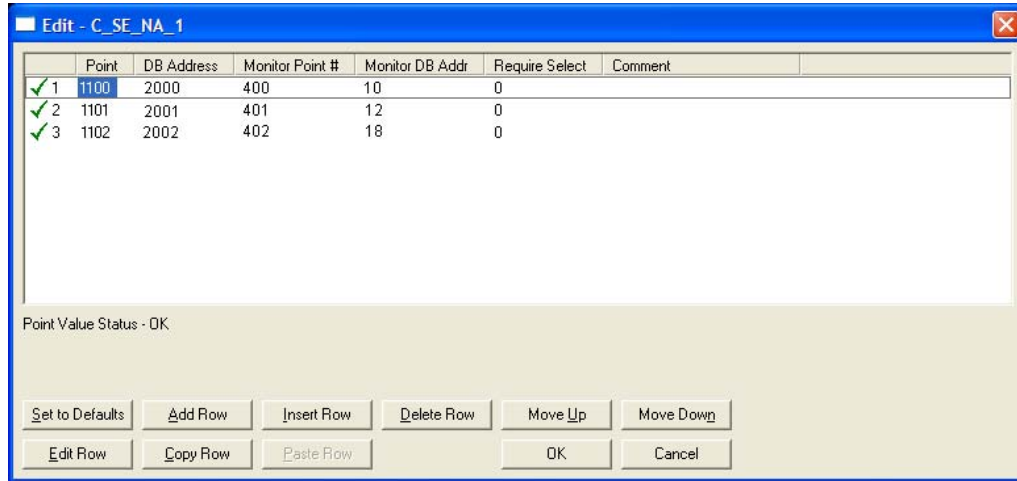 Edit - C_SE_NA_1
Point DB Address Monitor Point # Monitor DB Addr Require Select Comment
1 1100 2000 400 10 0
2 1101 2001 401 12 0
3 1102 2002 402 18 0
Point Value Status - OK
Set to Defaults Add Row Insert Row Delete Row Move Up Move Down
Edit Row Copy Row Paste Row OK Cancel